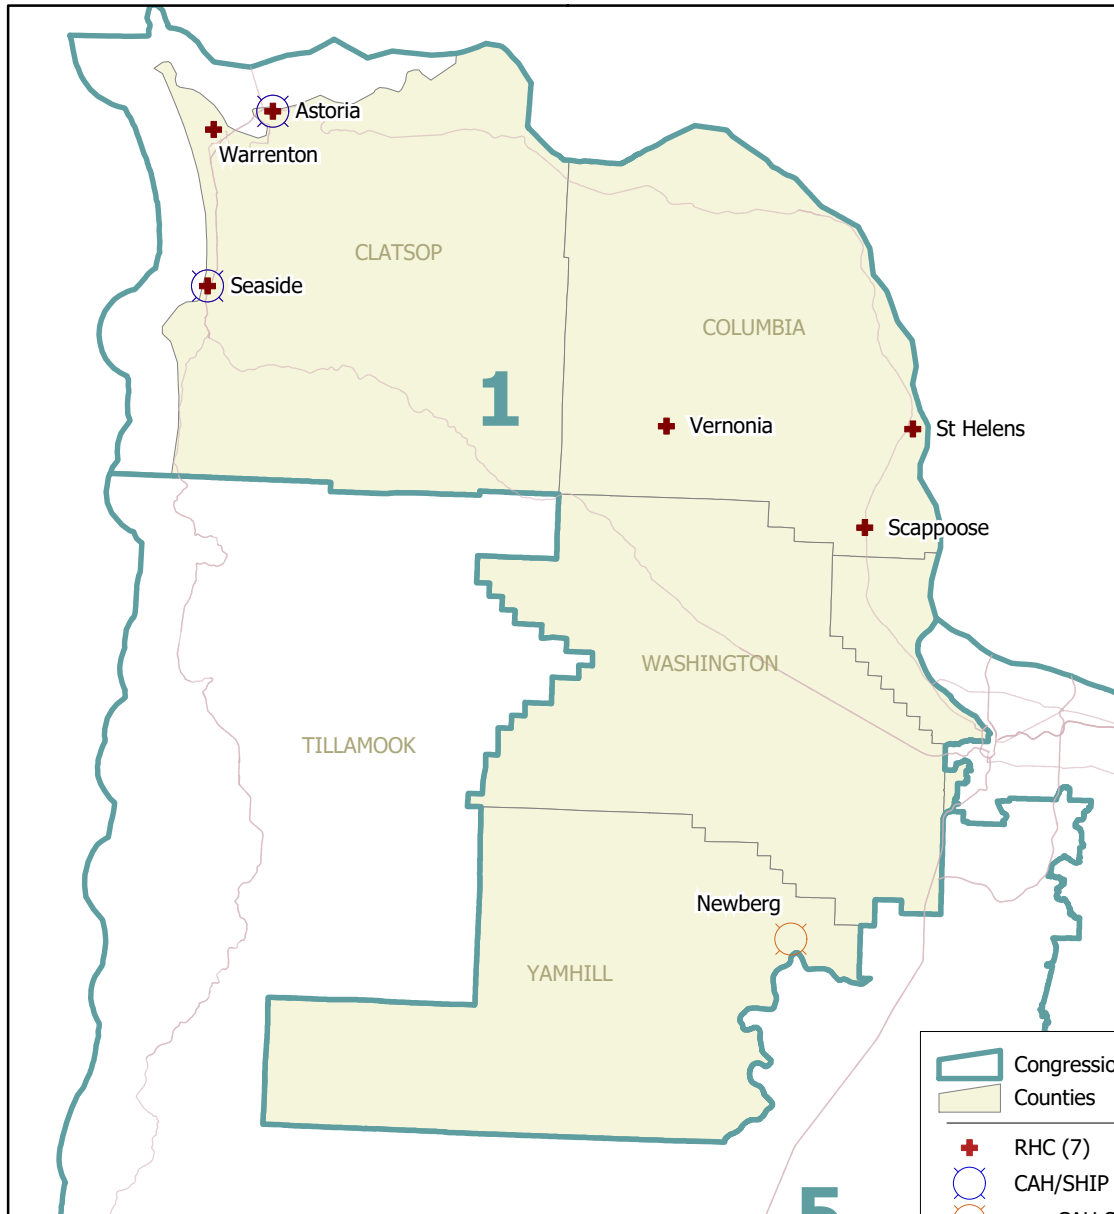 Astoria
Warrenton
CLATSOP
Seaside
COLUMBIA
1
Vernonia
St Helens
Scappoose
WASHINGTON
TILLAMOOK
Newberg
YAMHILL
Counties
RHC (7)
CAH/SHIP
5